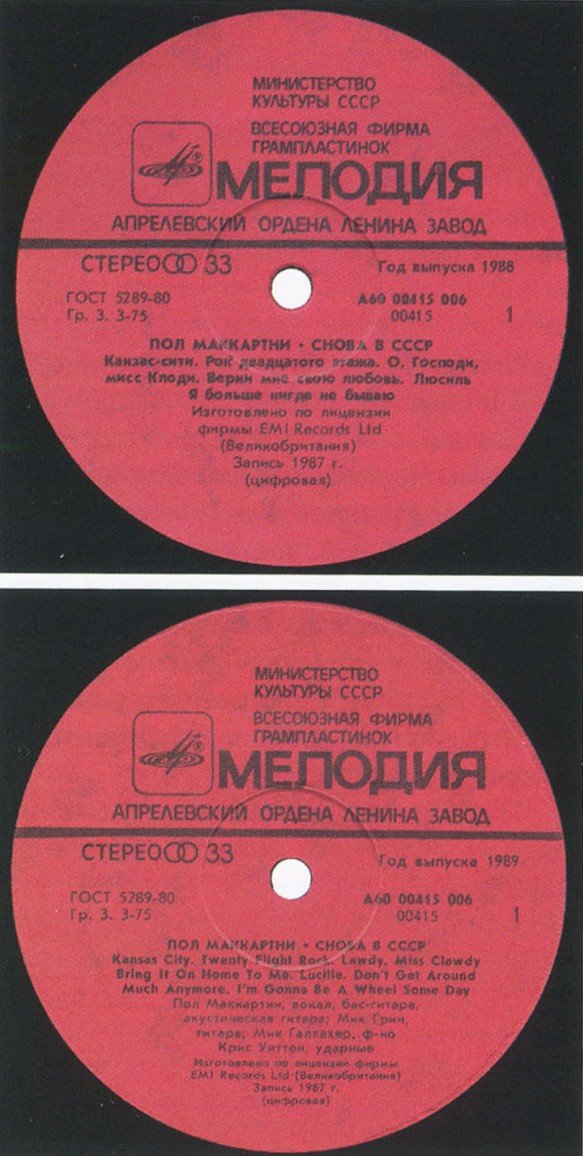 МИНИСТЕРСТВО
КУЛЬТУРЫ СССР
ВСЕСОЮЗНАЯ ФИРМА
ГРАМПЛАСТИНОК
МЕЛОДИЯ
АПРЕЛЕВСКИЙ ОРДЕНА ЛЕНИНА ЗАВОД
СТЕРЕО 33
Год выпуска 1988
ГОСТ 5289-80
Гр. 3. 3-75
А60 00415 006
00415
1
ПОЛ МАККАРТНИ • СНОВА В СССР
Канзас-сити. Рок двадцатого этажа. О, Господи,
мисс Клоди. Верни мне свою любовь. Люсиль
Я больше нигде не бываю
Изготовлено по лицензии
фирмы EMI Records Ltd
(Великобритания)
Запись 1987 г.
(цифровая)
МИНИСТЕРСТВО
КУЛЬТУРЫ СССР
ВСЕСОЮЗНАЯ ФИРМА
ГРАМПЛАСТИНОК
МЕЛОДИЯ
АПРЕЛЕВСКИЙ ОРДЕНА ЛЕНИНА ЗАВОД
СТЕРЕО 33
Год выпуска 1989
ГОСТ 5289-80
Гр. 3. 3-75
А60 00415 006
00415
1
ПОЛ МАККАРТНИ • СНОВА В СССР
Kansas City. Twenty Flight Rock. Lawdy, Miss Clawdy
Bring It On Home To Me. Lucille. Don't Get Around
Much Anymore. I'm Gonna Be A Wheel Some Day
Пол Маккартни, вокал, бас-гитара,
акустическая гитара; Мик Грин,
гитара; Мик Галлахер, ф-но
Крис Уиттен, ударные
Изготовлено по лицензии фирмы
EMI Records Ltd (Великобритания)
Запись 1987 г.
(цифровая)